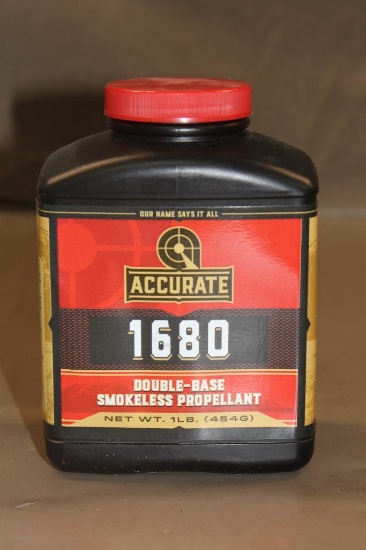 OUR NAME SAYS IT ALL
ACCURATE
1680
DOUBLE-BASE
SMOKELESS PROPELLANT
NET WT. 1LB. (454G)